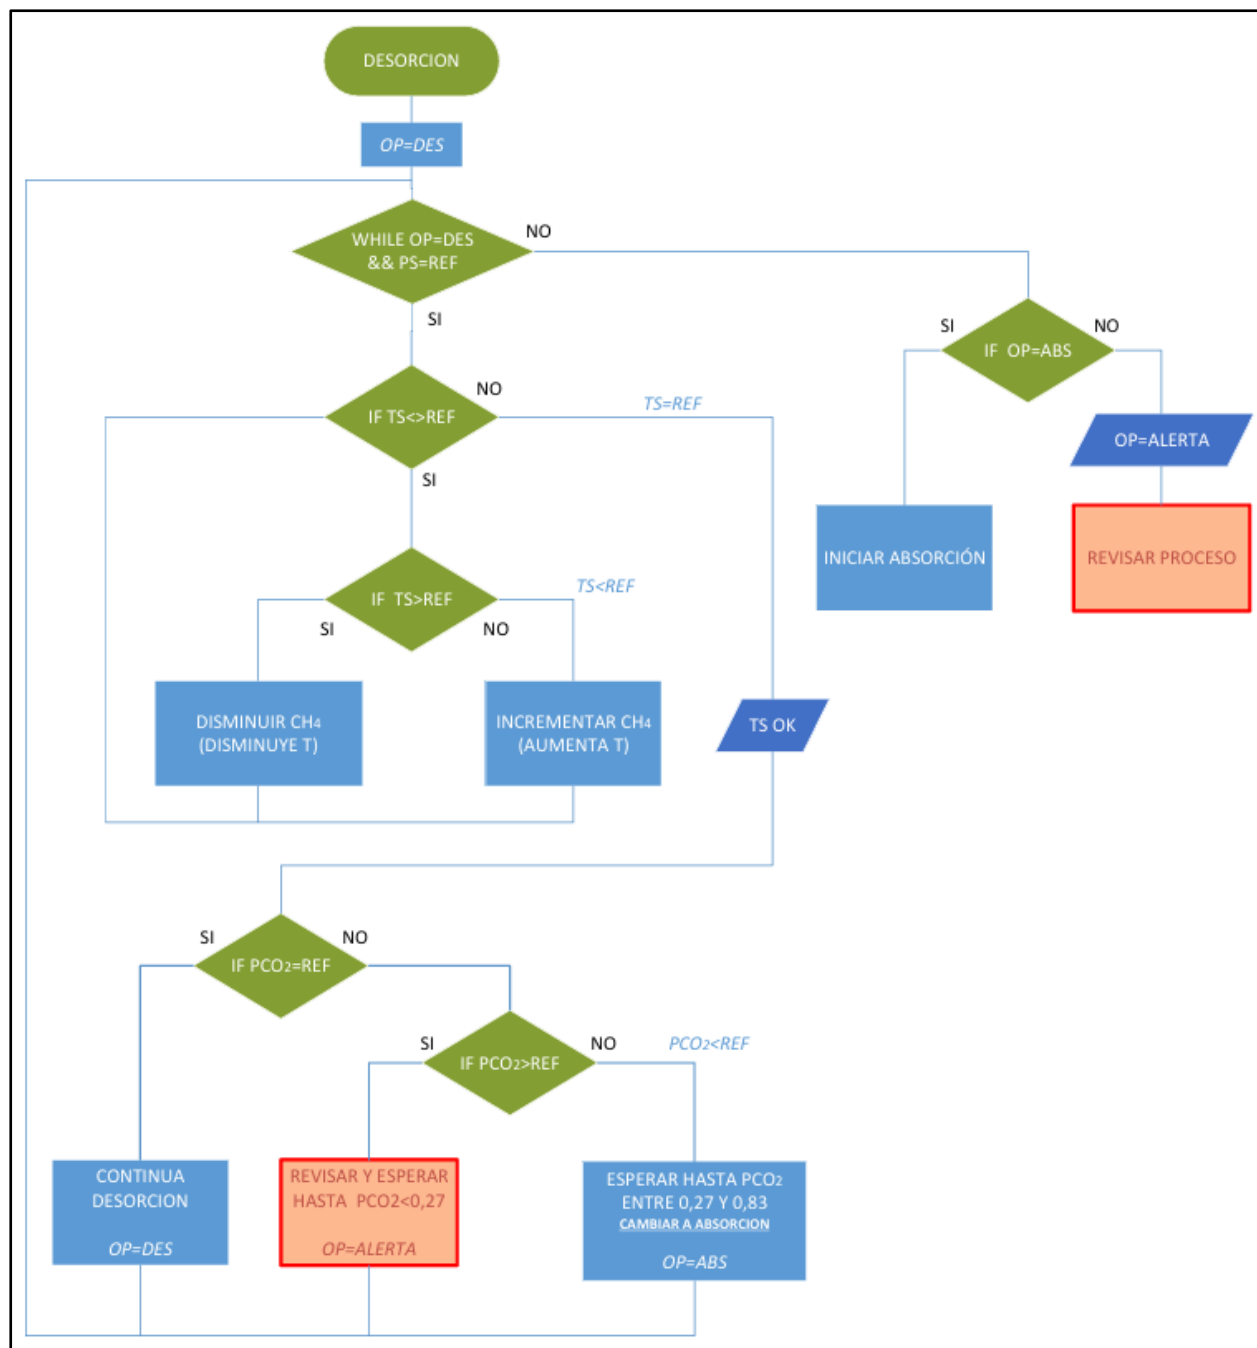 DESORCION
OP=DES
WHILE OP=DES
&& PS=REF
NO
SI
IF OP=ABS
SI
NO
IF TS<>REF
NO
TS=REF
SI
OP=ALERTA
INICIAR ABSORCIÓN
REVISAR PROCESO
IF TS>REF
TS<REF
SI
NO
DISMINUIR CH₄
(DISMINUYE T)
INCREMENTAR CH₄
(AUMENTA T)
TS OK
SI
NO
IF PCO₂=REF
SI
NO
PCO₂<REF
IF PCO₂>REF
CONTINUA
DESORCION
OP=DES
REVISAR Y ESPERAR
HASTA PCO2<0,27
OP=ALERTA
ESPERAR HASTA PCO₂
ENTRE 0,27 Y 0,83
CAMBIAR A ABSORCION
OP=ABS